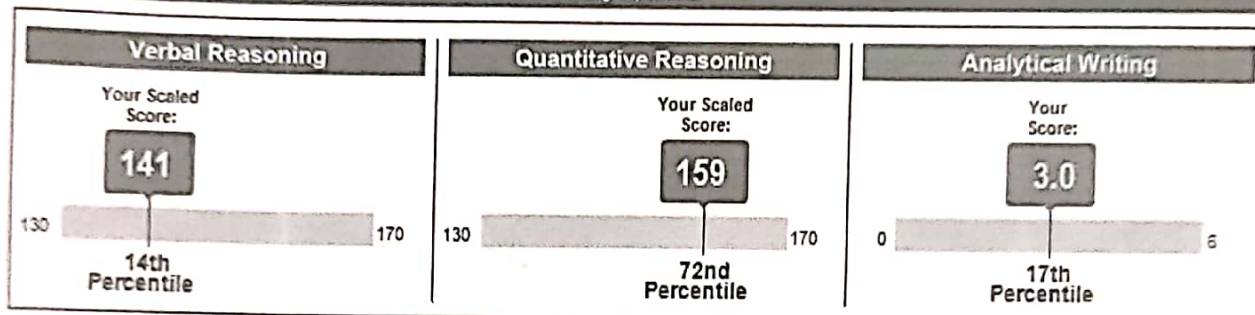 Verbal Reasoning
Your Scaled
Score:
141
130
170
14th
Percentile
Quantitative Reasoning
Your Scaled
Score:
159
130
170
72nd
Percentile
Analytical Writing
Your
Score:
3.0
0
6
17th
Percentile